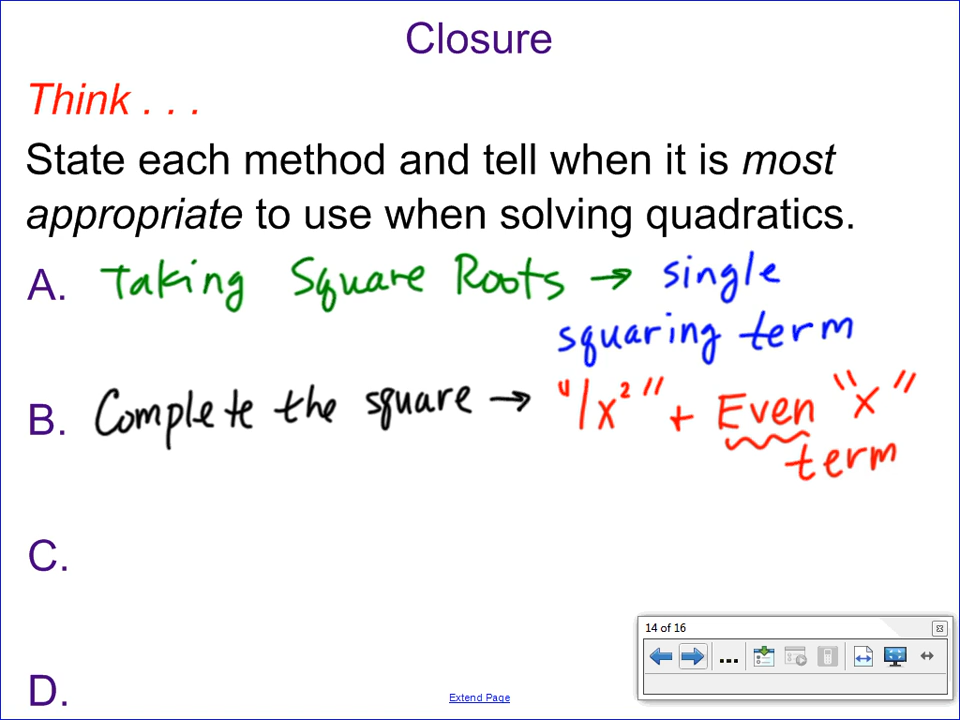 Closure
Think . . .
State each method and tell when it is most
appropriate to use when solving quadratics.
A. Taking Square Roots → single
squaring term
B. Complete the square → "1x²" + Even "x"
term
C.
D.
14 of 16
Extend Page